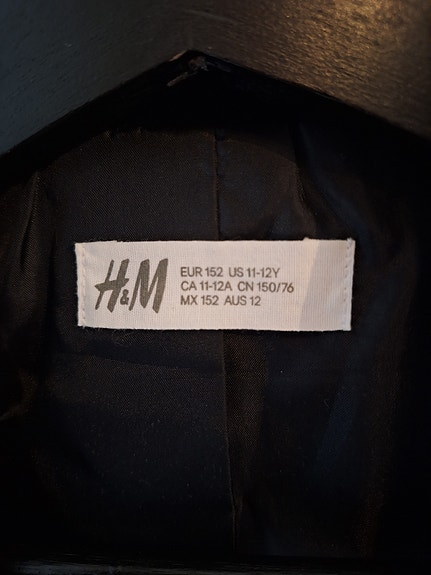 H&M
EUR 152 US 11-12Y
CA 11-12A CN 150/76
MX 152 AUS 12